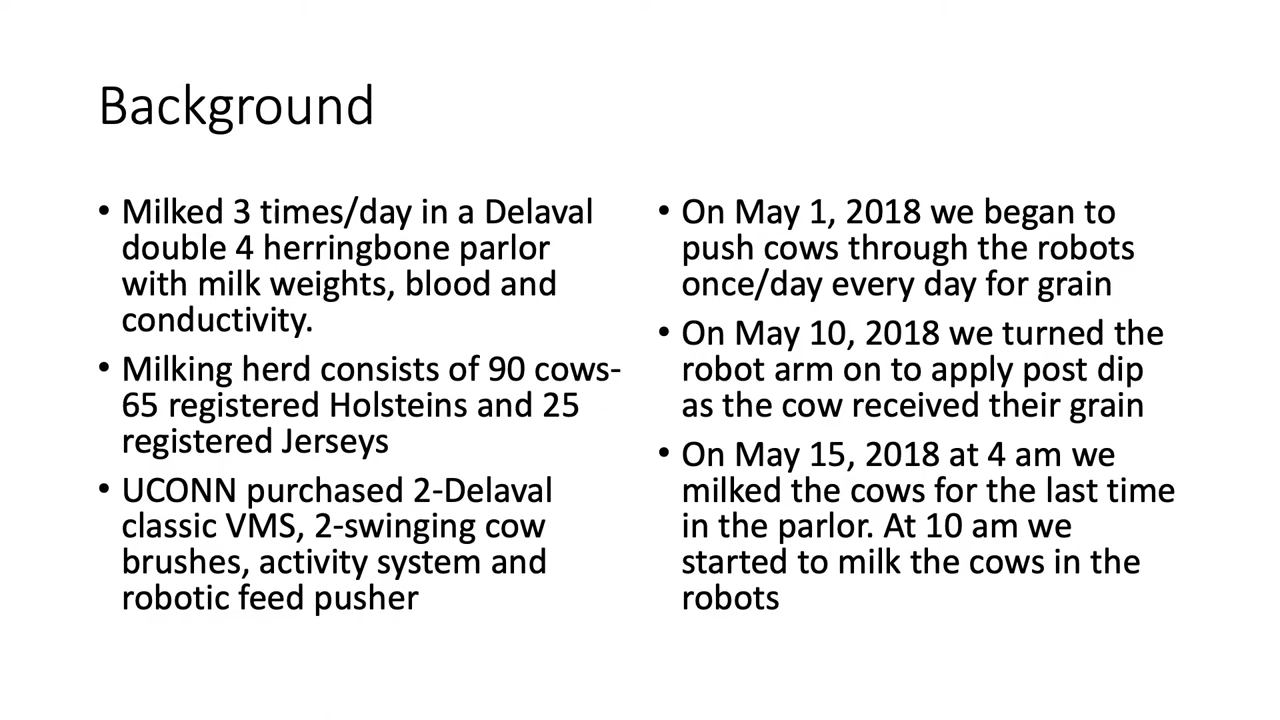 Background
• Milked 3 times/day in a Delaval
double 4 herringbone parlor
with milk weights, blood and
conductivity.
• Milking herd consists of 90 cows-
65 registered Holsteins and 25
registered Jerseys
• UCONN purchased 2-Delaval
classic VMS, 2-swinging cow
brushes, activity system and
robotic feed pusher
• On May 1, 2018 we began to
push cows through the robots
once/day every day for grain
• On May 10, 2018 we turned the
robot arm on to apply post dip
as the cow received their grain
• On May 15, 2018 at 4 am we
milked the cows for the last time
in the parlor. At 10 am we
started to milk the cows in the
robots